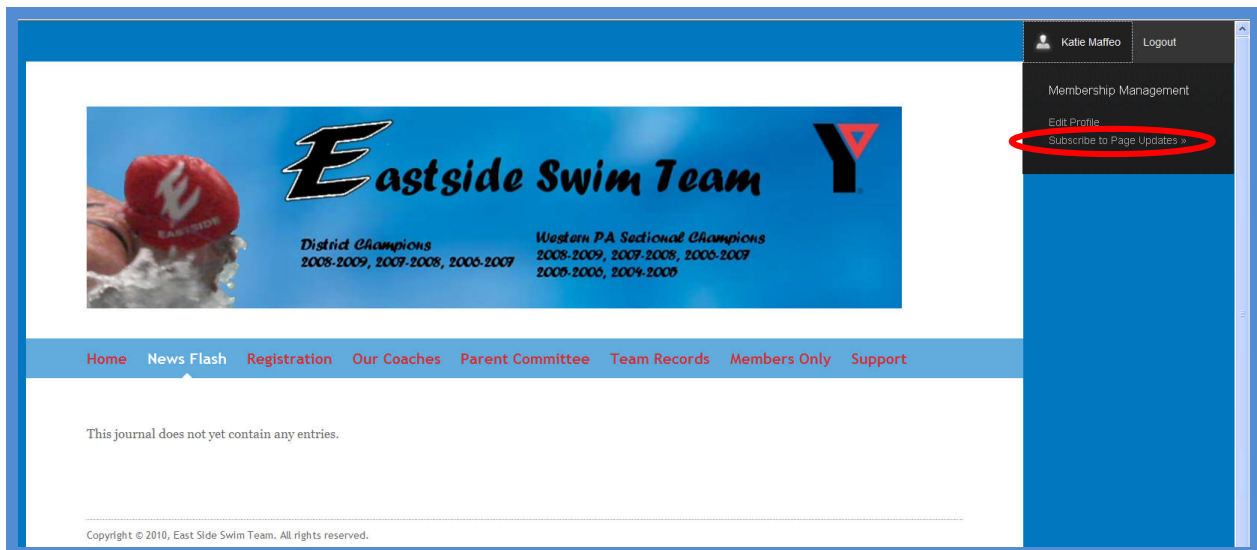 Katie Maffeo Logout
Membership Management
Edit Profile
Subscribe to Page Updates »
Eastside Swim Team
Y
EASTSIDE
District Champions
2008-2009, 2007-2008, 2006-2007
Western PA Sectional Champions
2008-2009, 2007-2008, 2006-2007
2005-2006, 2004-2005
Home News Flash Registration Our Coaches Parent Committee Team Records Members Only Support
This journal does not yet contain any entries.
Copyright © 2010, East Side Swim Team. All rights reserved.